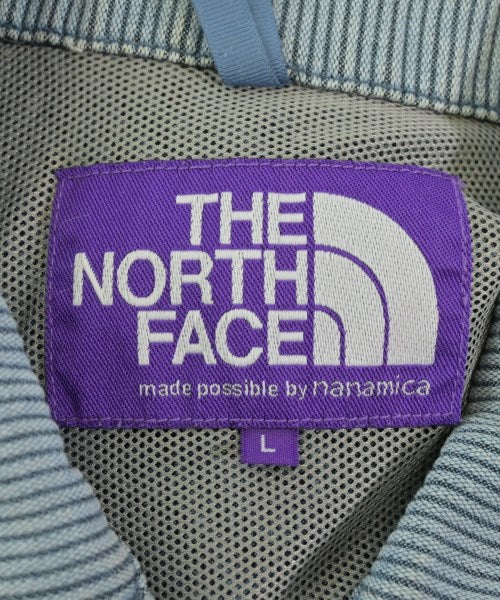 THE
NORTH
FACE
made possible by nanamica
L